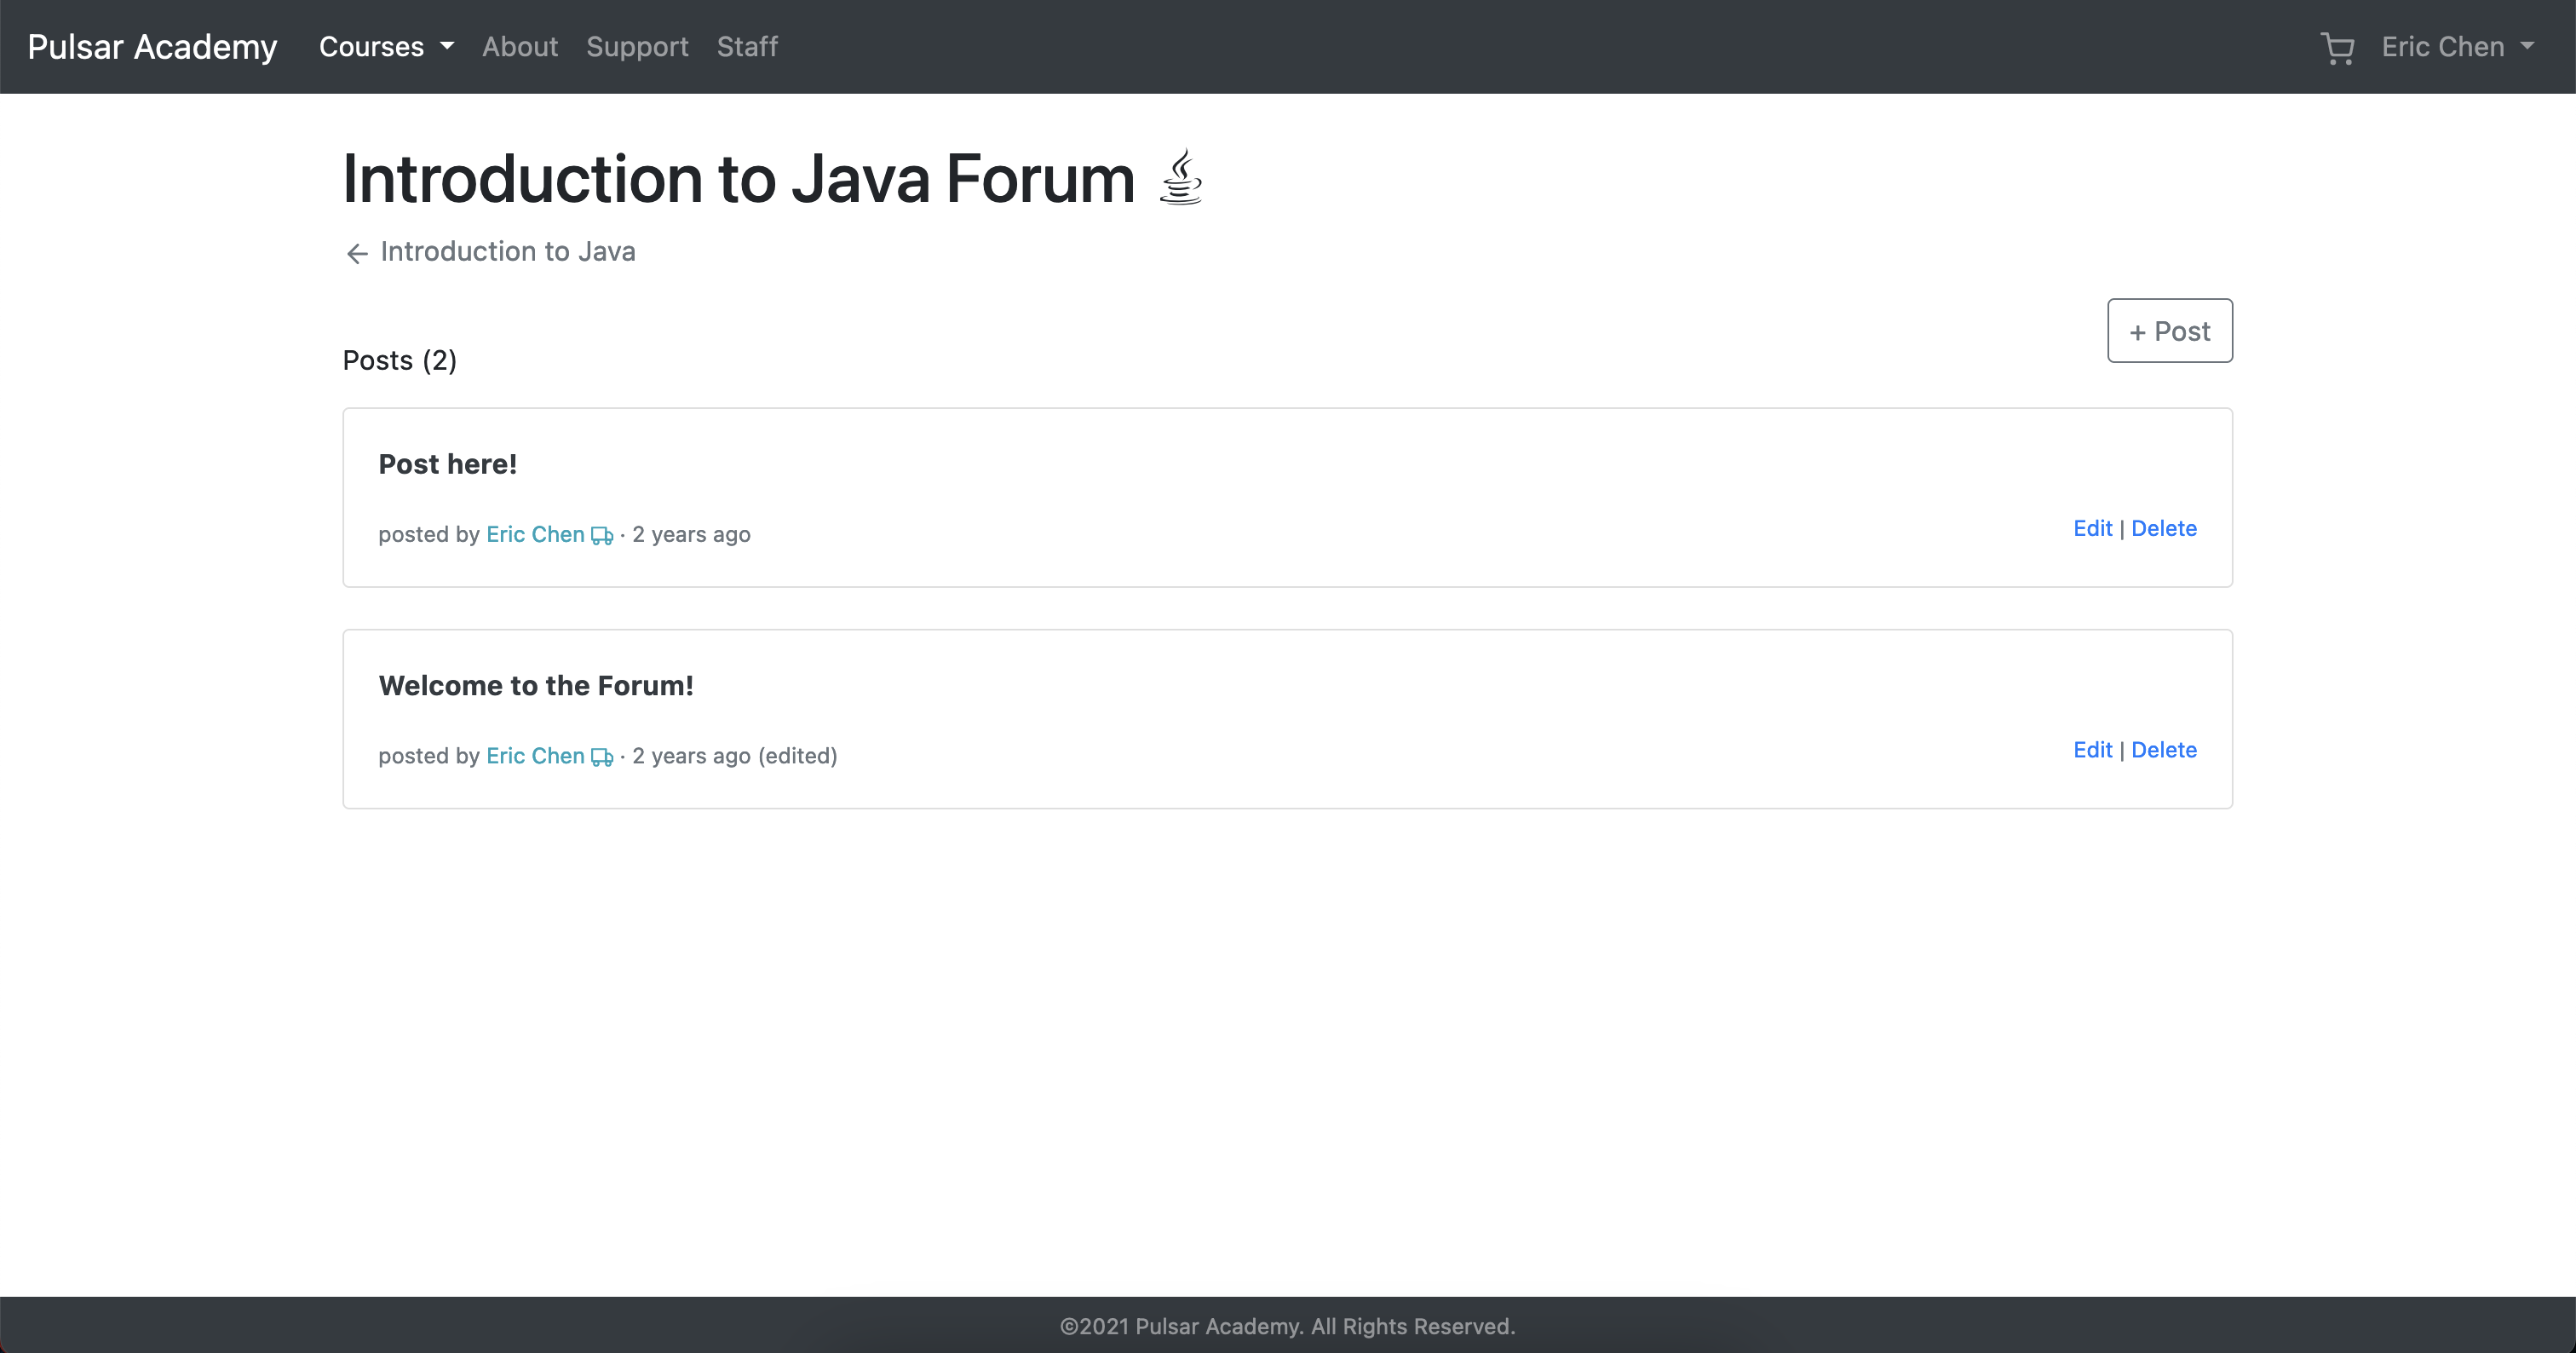 Pulsar Academy Courses About Support Staff Eric Chen
Introduction to Java Forum
← Introduction to Java
+ Post
Posts (2)
Post here!
posted by Eric Chen · 2 years ago
Edit | Delete
Welcome to the Forum!
posted by Eric Chen · 2 years ago (edited)
Edit | Delete
©2021 Pulsar Academy. All Rights Reserved.